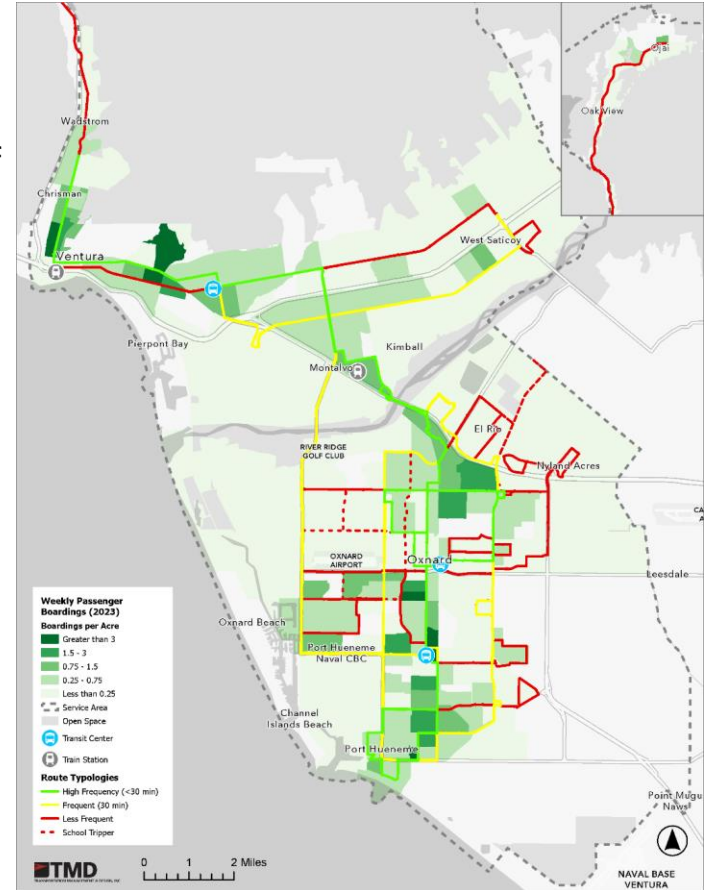 Ojai
Oak View
Wadstrom
Chrisman
Ventura
West Saticoy
Pierpont Bay
Kimball
Montalvo
El Rio
RIVER RIDGE
GOLF CLUB
Nyland Acres
CA
A
OXNARD
AIRPORT
Oxnard
Leesdale
Oxnard Beach
Port Hueneme
Naval CBC
Channel
Islands Beach
Port Hueneme
Point Mugu
Naws
NAVAL BASE
VENTURA
Weekly Passenger
Boardings (2023)
Boardings per Acre
Greater than 3
1.5 - 3
0.75 - 1.5
0.25 - 0.75
Less than 0.25
Service Area
Open Space
Transit Center
Train Station
Route Typologies
High Frequency (<30 min)
Frequent (30 min)
Less Frequent
School Tripper
TMD
0 1 2 Miles